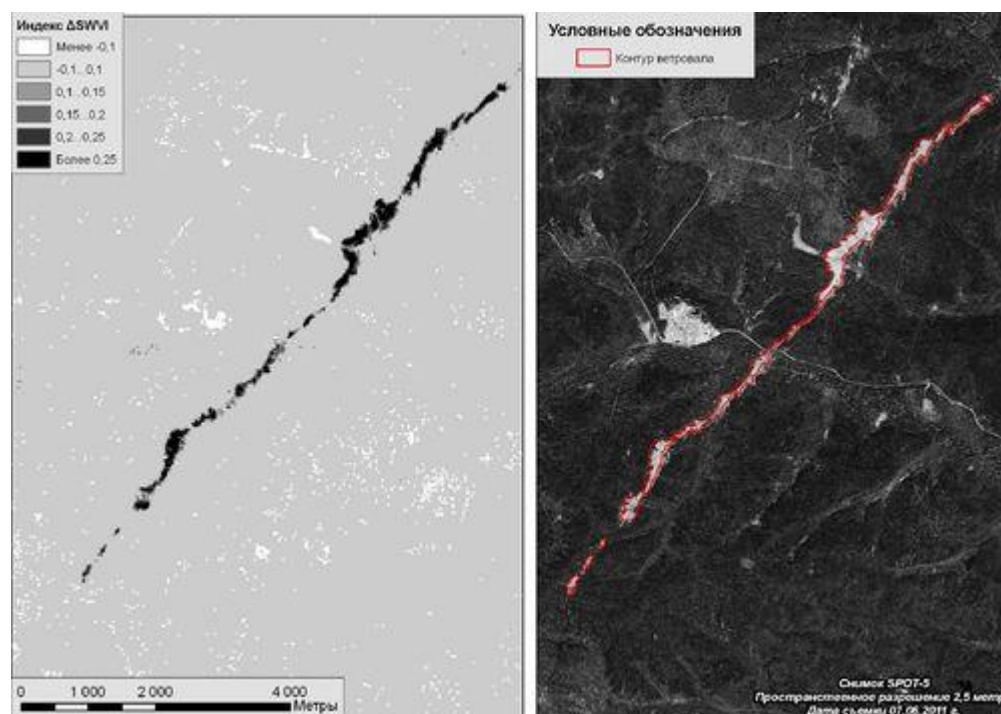 Индекс ΔSWVI
Менее -0,1
-0,1...0,1
0,1...0,15
0,15...0,2
0,2...0,25
Более 0,25
0 1 000 2 000 4 000
Метры
Условные обозначения
Контур ветровала
Снимок SPOT-5
Пространственное разрешение 2,5 метр
Дата съемки 07.06.2011 г.